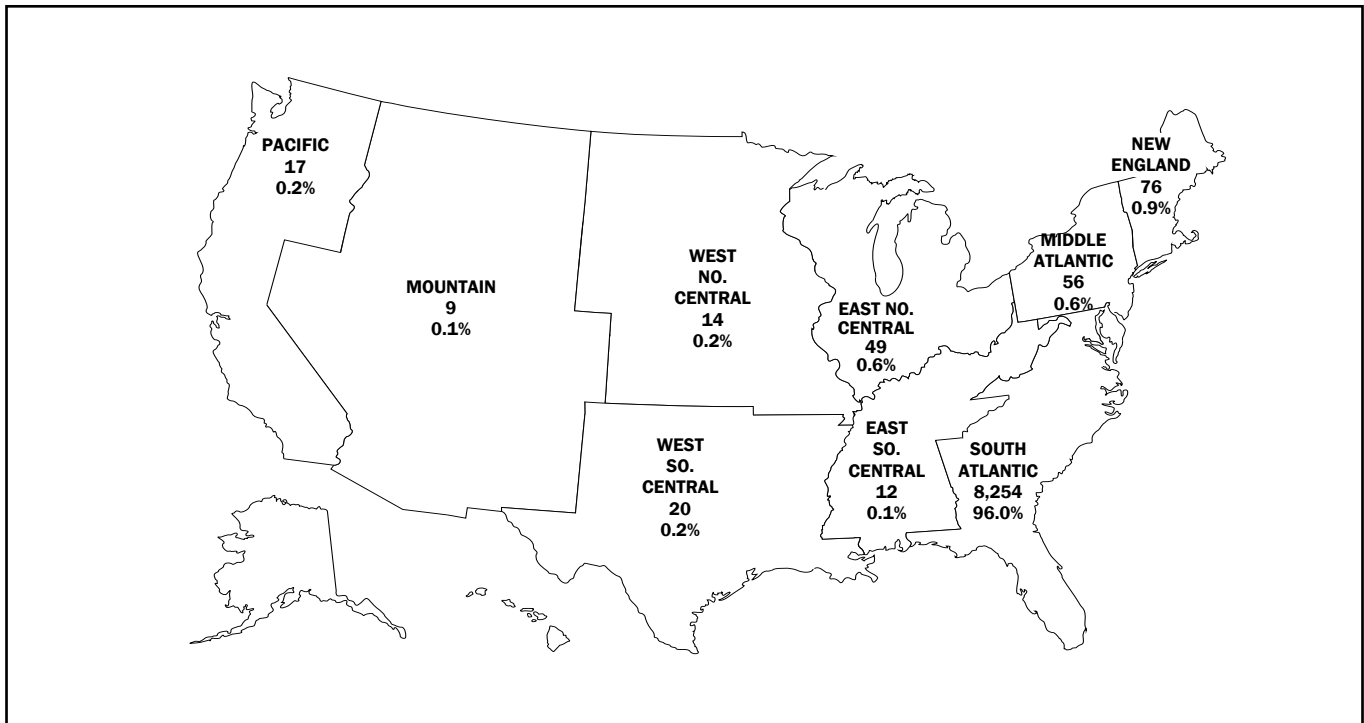 PACIFIC
17
0.2%
MOUNTAIN
9
0.1%
WEST
NO.
CENTRAL
14
0.2%
WEST
SO.
CENTRAL
20
0.2%
EAST NO.
CENTRAL
49
0.6%
EAST
SO.
CENTRAL
12
0.1%
SOUTH
ATLANTIC
8,254
96.0%
MIDDLE
ATLANTIC
56
0.6%
NEW
ENGLAND
76
0.9%